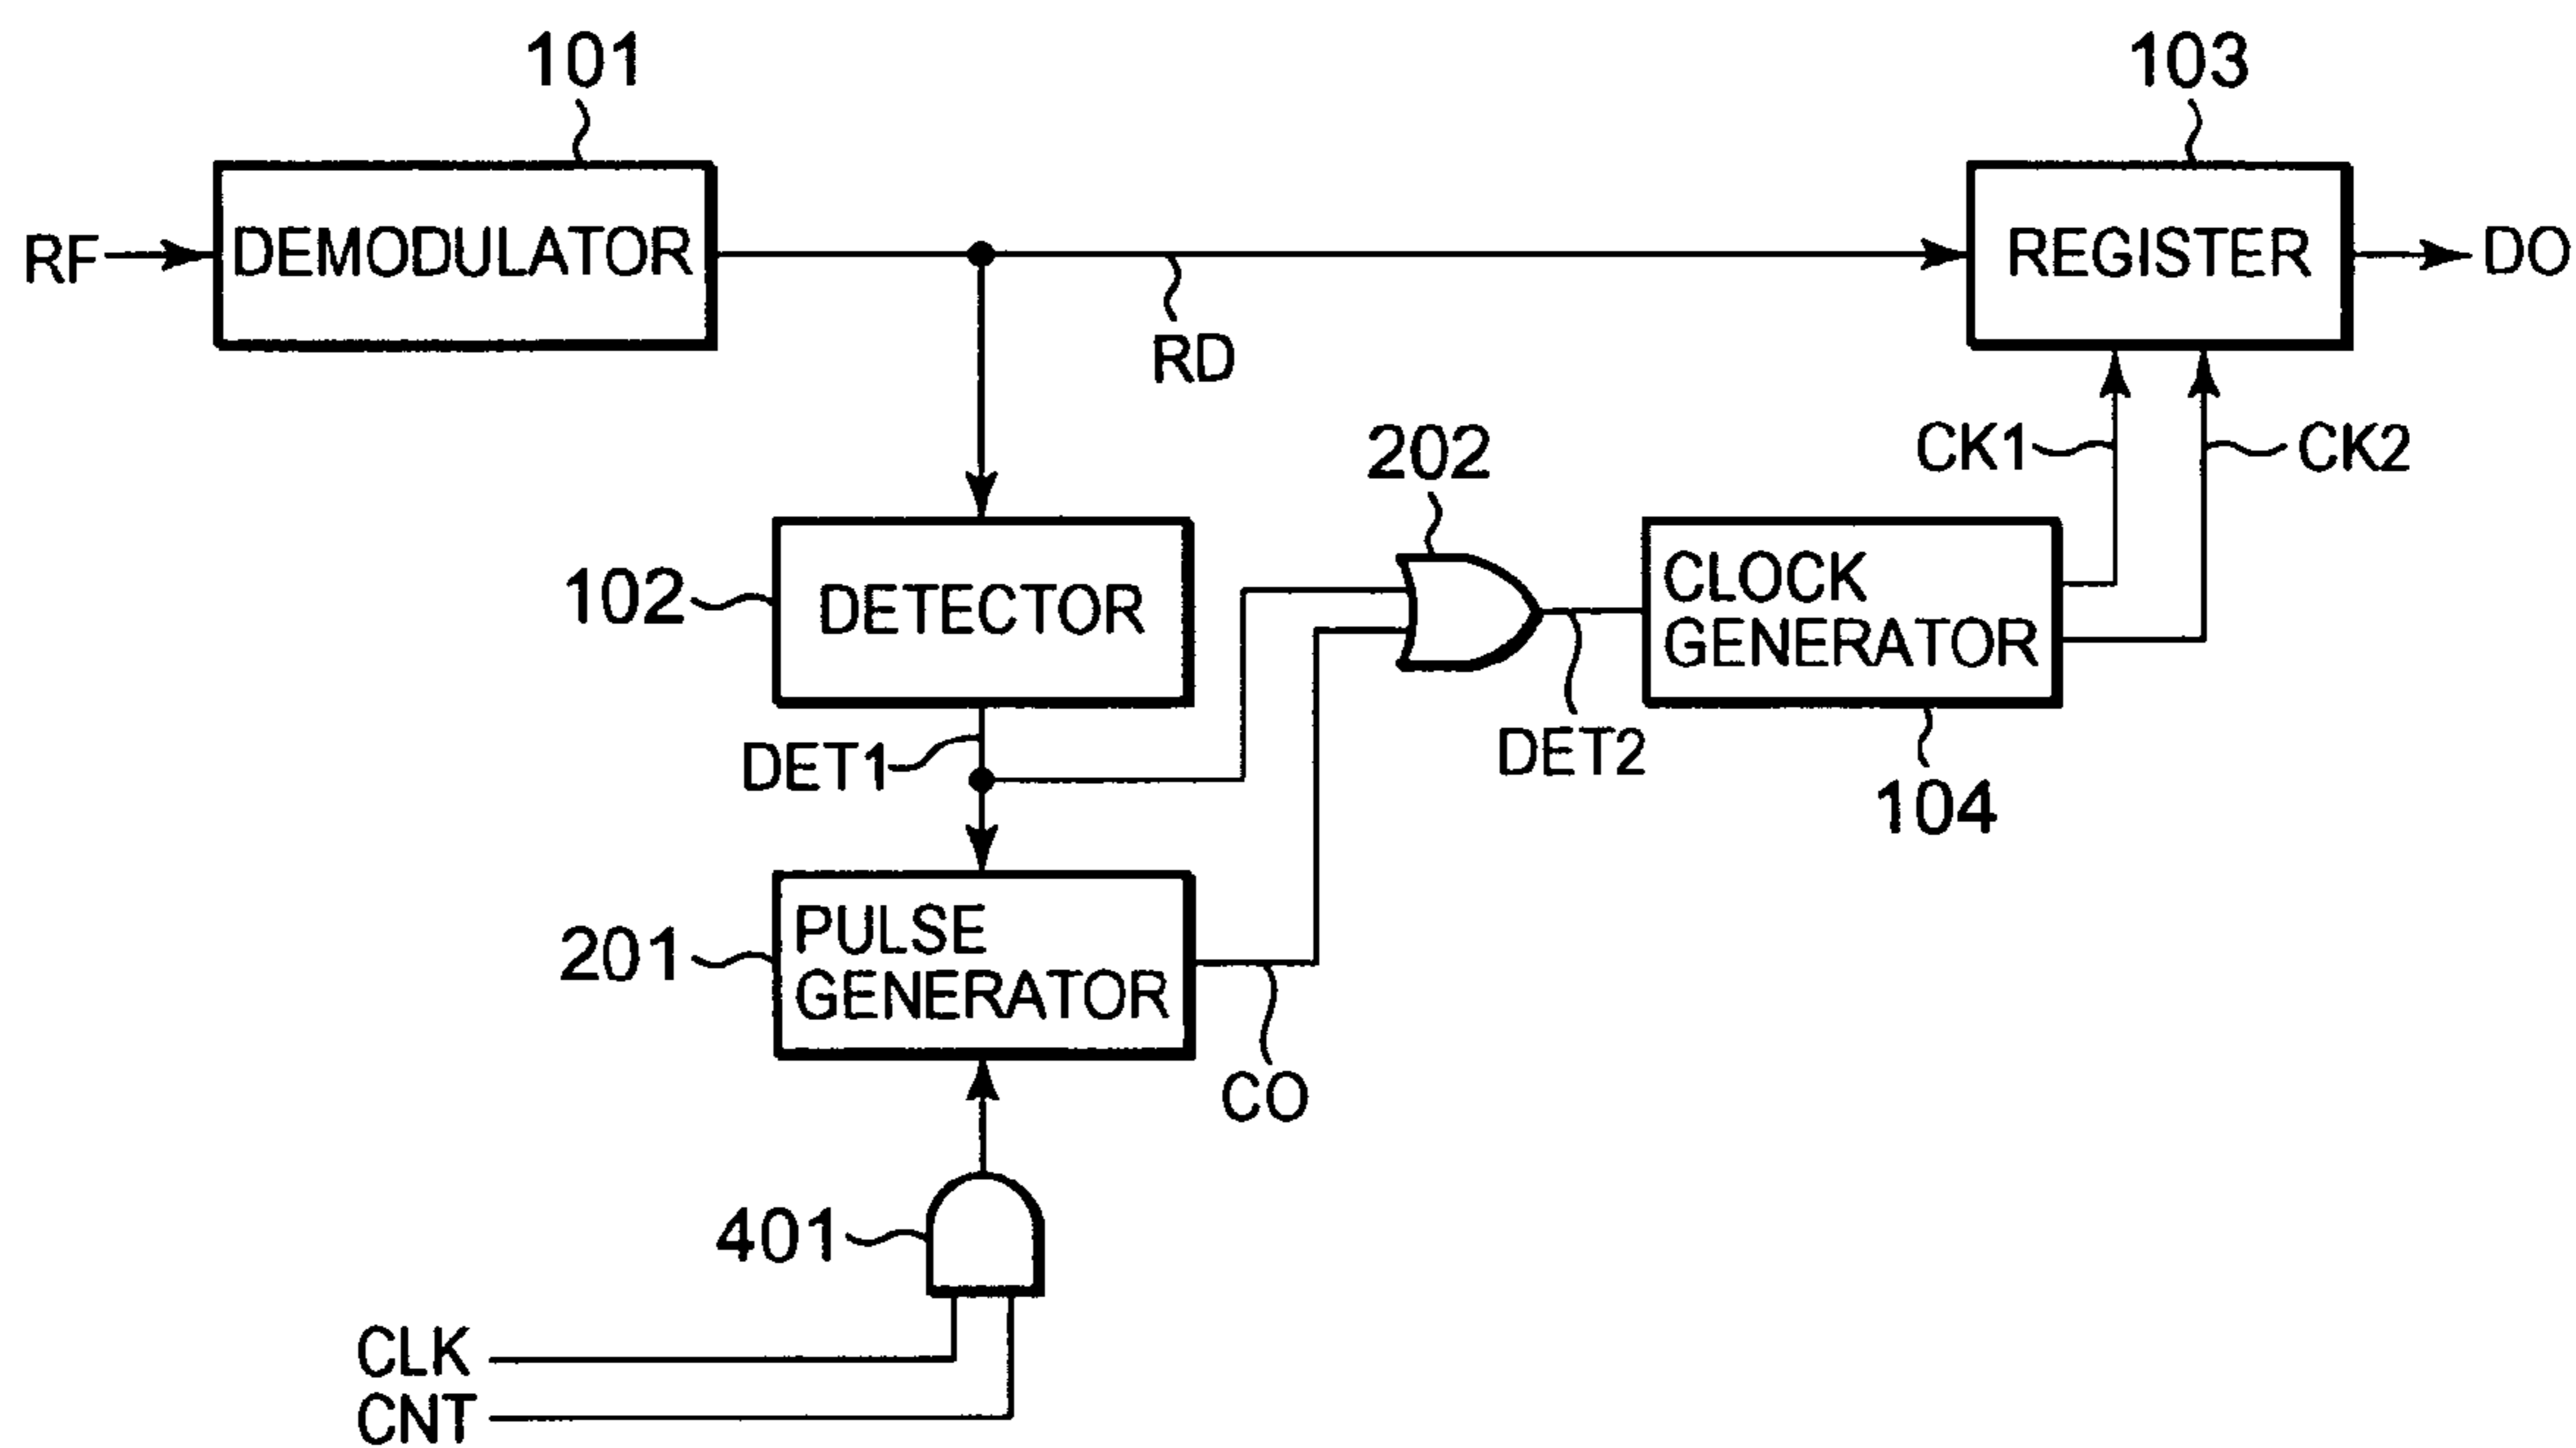 101
103
RF
DEMODULATOR
REGISTER
DO
RD
CK1
CK2
202
102
DETECTOR
CLOCK
GENERATOR
DET1
DET2
104
201
PULSE
GENERATOR
CO
401
CLK
CNT